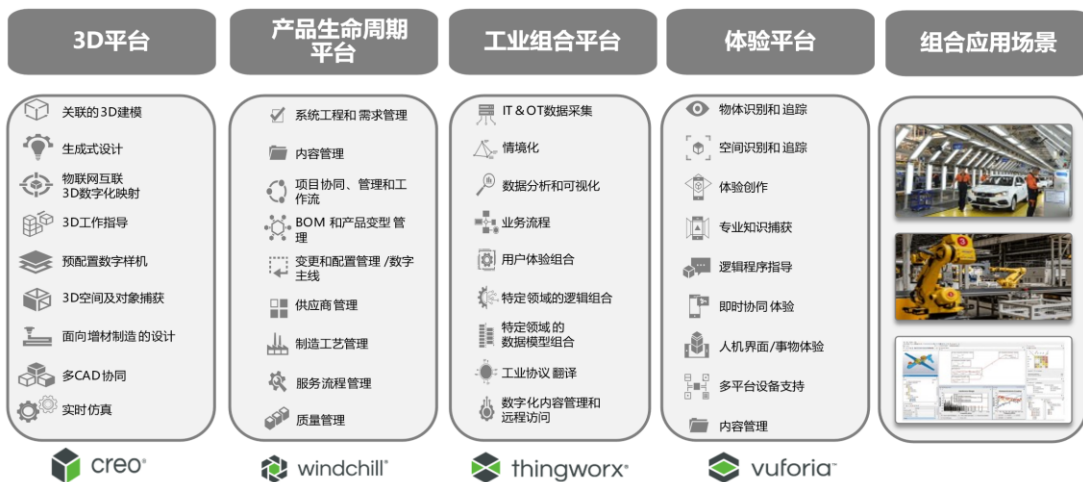 3D平台
关联的3D建模
生成式设计
物联网互联
3D数字化映射
3D工作指导
预配置数字样机
3D空间及对象捕获
面向增材制造的设计
多CAD协同
实时仿真
creo®
产品生命周期
平台
系统工程和需求管理
内容管理
项目协同、管理和工
作流
BOM 和产品变型管
理
变更和配置管理/数字
主线
供应商管理
制造工艺管理
服务流程管理
质量管理
windchill®
工业组合平台
IT & OT数据采集
情境化
数据分析和可视化
业务流程
用户体验组合
特定领域的逻辑组合
特定领域的
数据模型组合
工业协议翻译
数字化内容管理和
远程访问
thingworx®
体验平台
物体识别和追踪
空间识别和追踪
体验创作
专业知识捕获
逻辑程序指导
即时协同体验
人机界面/事物体验
多平台设备支持
内容管理
vuforia™
组合应用场景